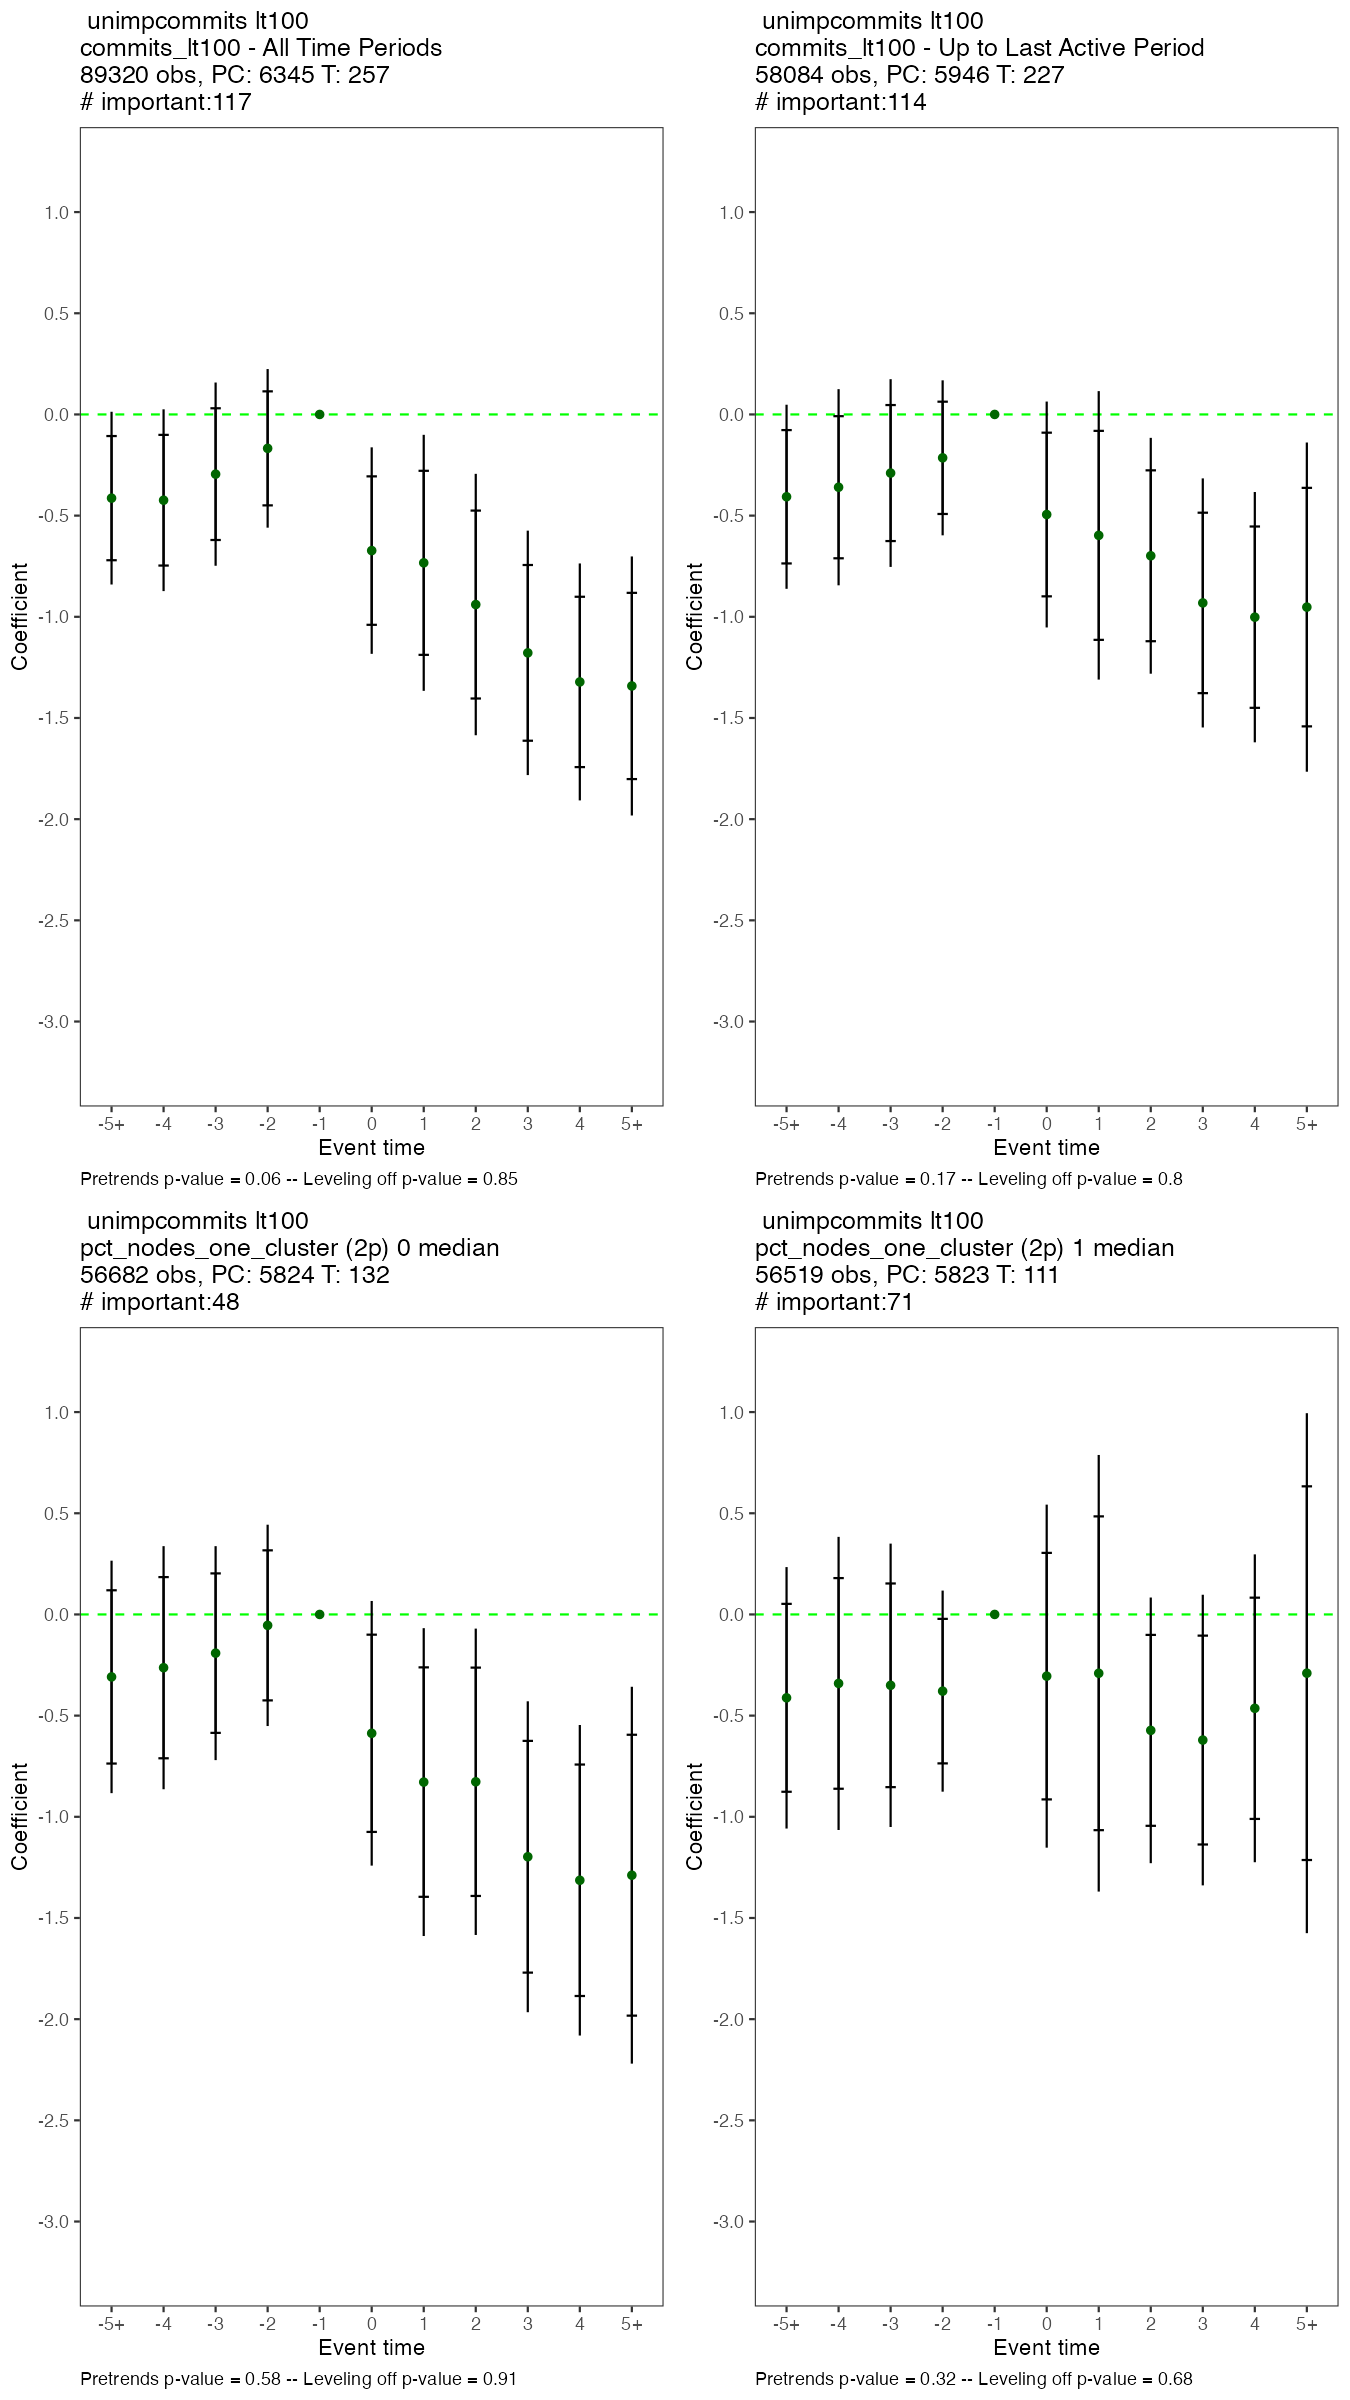 unimpcommits lt100
commits_lt100 - All Time Periods
89320 obs, PC: 6345 T: 257
# important:117
1.0
0.5
0.0
-0.5
-1.0
-1.5
-2.0
-2.5
-3.0
Coefficient
-5+ -4 -3 -2 -1 0 1 2 3 4 5+
Event time
Pretrends p-value = 0.06 -- Leveling off p-value = 0.85
unimpcommits lt100
commits_lt100 - Up to Last Active Period
58084 obs, PC: 5946 T: 227
# important:114
1.0
0.5
0.0
-0.5
-1.0
-1.5
-2.0
-2.5
-3.0
Coefficient
-5+ -4 -3 -2 -1 0 1 2 3 4 5+
Event time
Pretrends p-value = 0.17 -- Leveling off p-value = 0.8
unimpcommits lt100
pct_nodes_one_cluster (2p) 0 median
56682 obs, PC: 5824 T: 132
# important:48
1.0
0.5
0.0
-0.5
-1.0
-1.5
-2.0
-2.5
-3.0
Coefficient
-5+ -4 -3 -2 -1 0 1 2 3 4 5+
Event time
Pretrends p-value = 0.58 -- Leveling off p-value = 0.91
unimpcommits lt100
pct_nodes_one_cluster (2p) 1 median
56519 obs, PC: 5823 T: 111
# important:71
1.0
0.5
0.0
-0.5
-1.0
-1.5
-2.0
-2.5
-3.0
Coefficient
-5+ -4 -3 -2 -1 0 1 2 3 4 5+
Event time
Pretrends p-value = 0.32 -- Leveling off p-value = 0.68